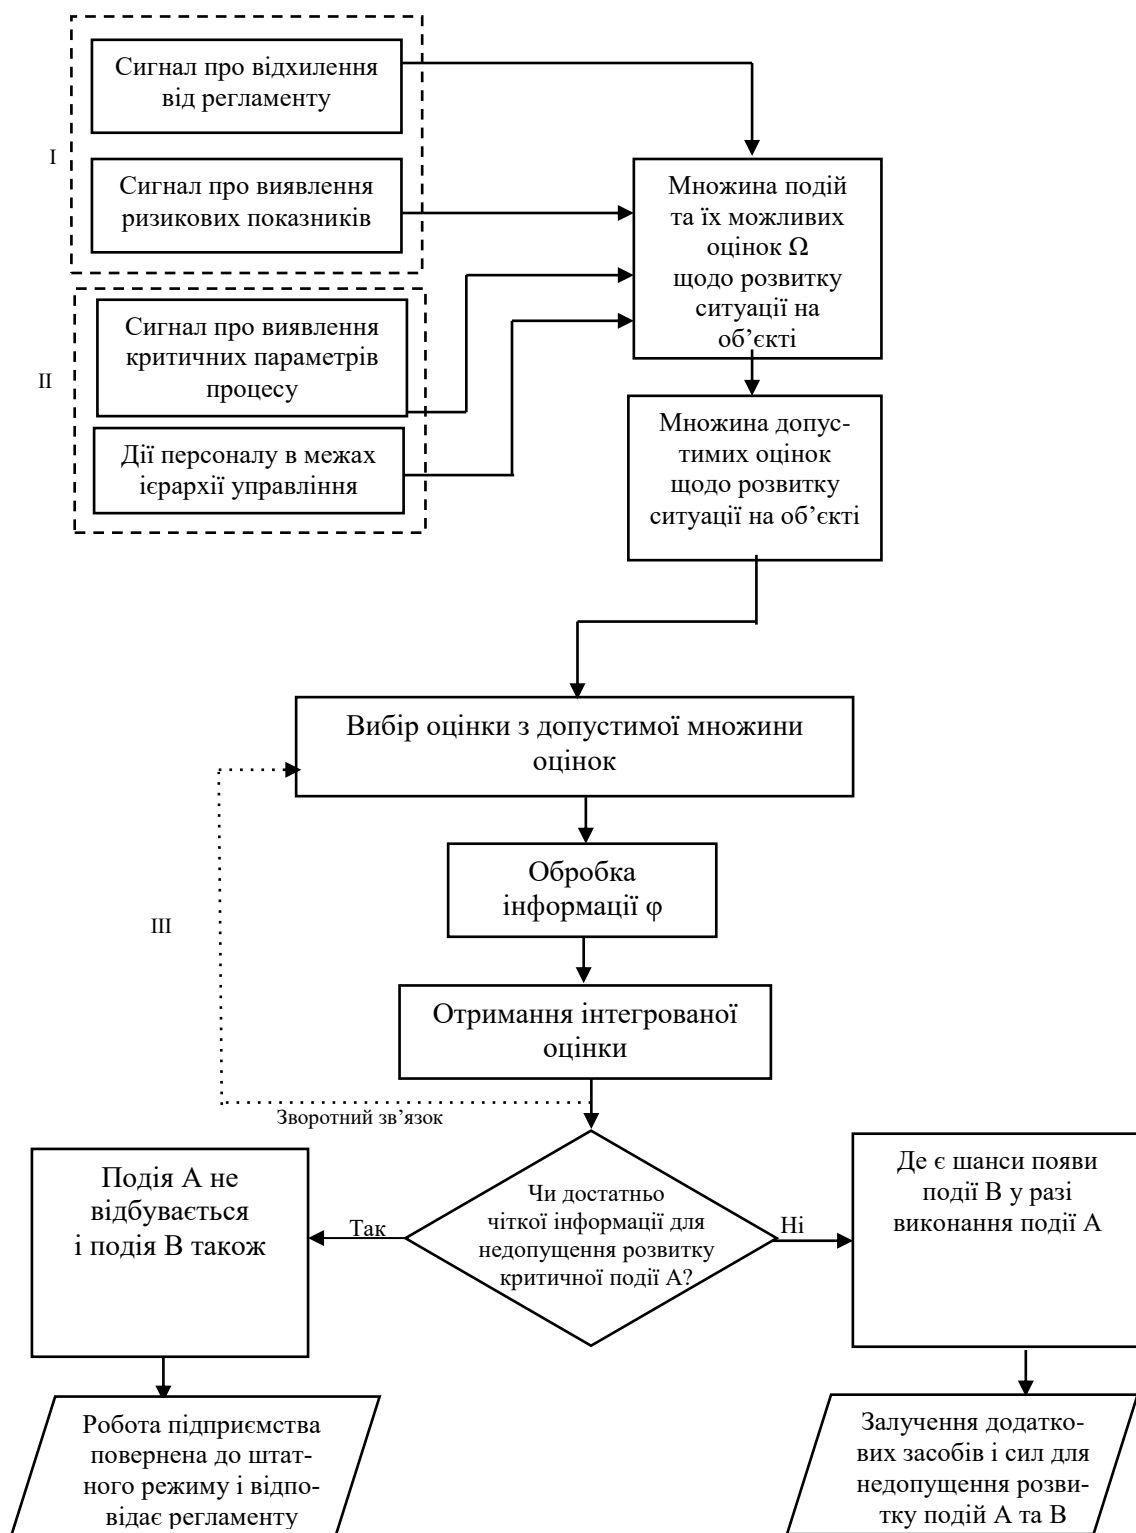 Сигнал про відхилення
від регламенту
I
Сигнал про виявлення
ризикових показників
Множина подій
та їх можливих
оцінок Ω
щодо розвитку
ситуації на
об’єкті
Сигнал про виявлення
критичних параметрів
процесу
II
Дії персоналу в межах
ієрархії управління
Множина допус-
тимих оцінок
щодо розвитку
ситуації на об’єкті
Вибір оцінки з допустимої множини
оцінок
Обробка
інформації φ
III
Отримання інтегрованої
оцінки
Зворотний зв’язок
Подія А не
відбувається
і подія В також
Так
Чи достатньо
чіткої інформації для
недопущення розвитку
критичної події А?
Ні
Де є шанси появи
події В у разі
виконання події А
Робота підприємства
повернена до штат-
ного режиму і відпо-
відає регламенту
Залучення додатко-
вих засобів і сил для
недопущення розви-
тку подій А та В